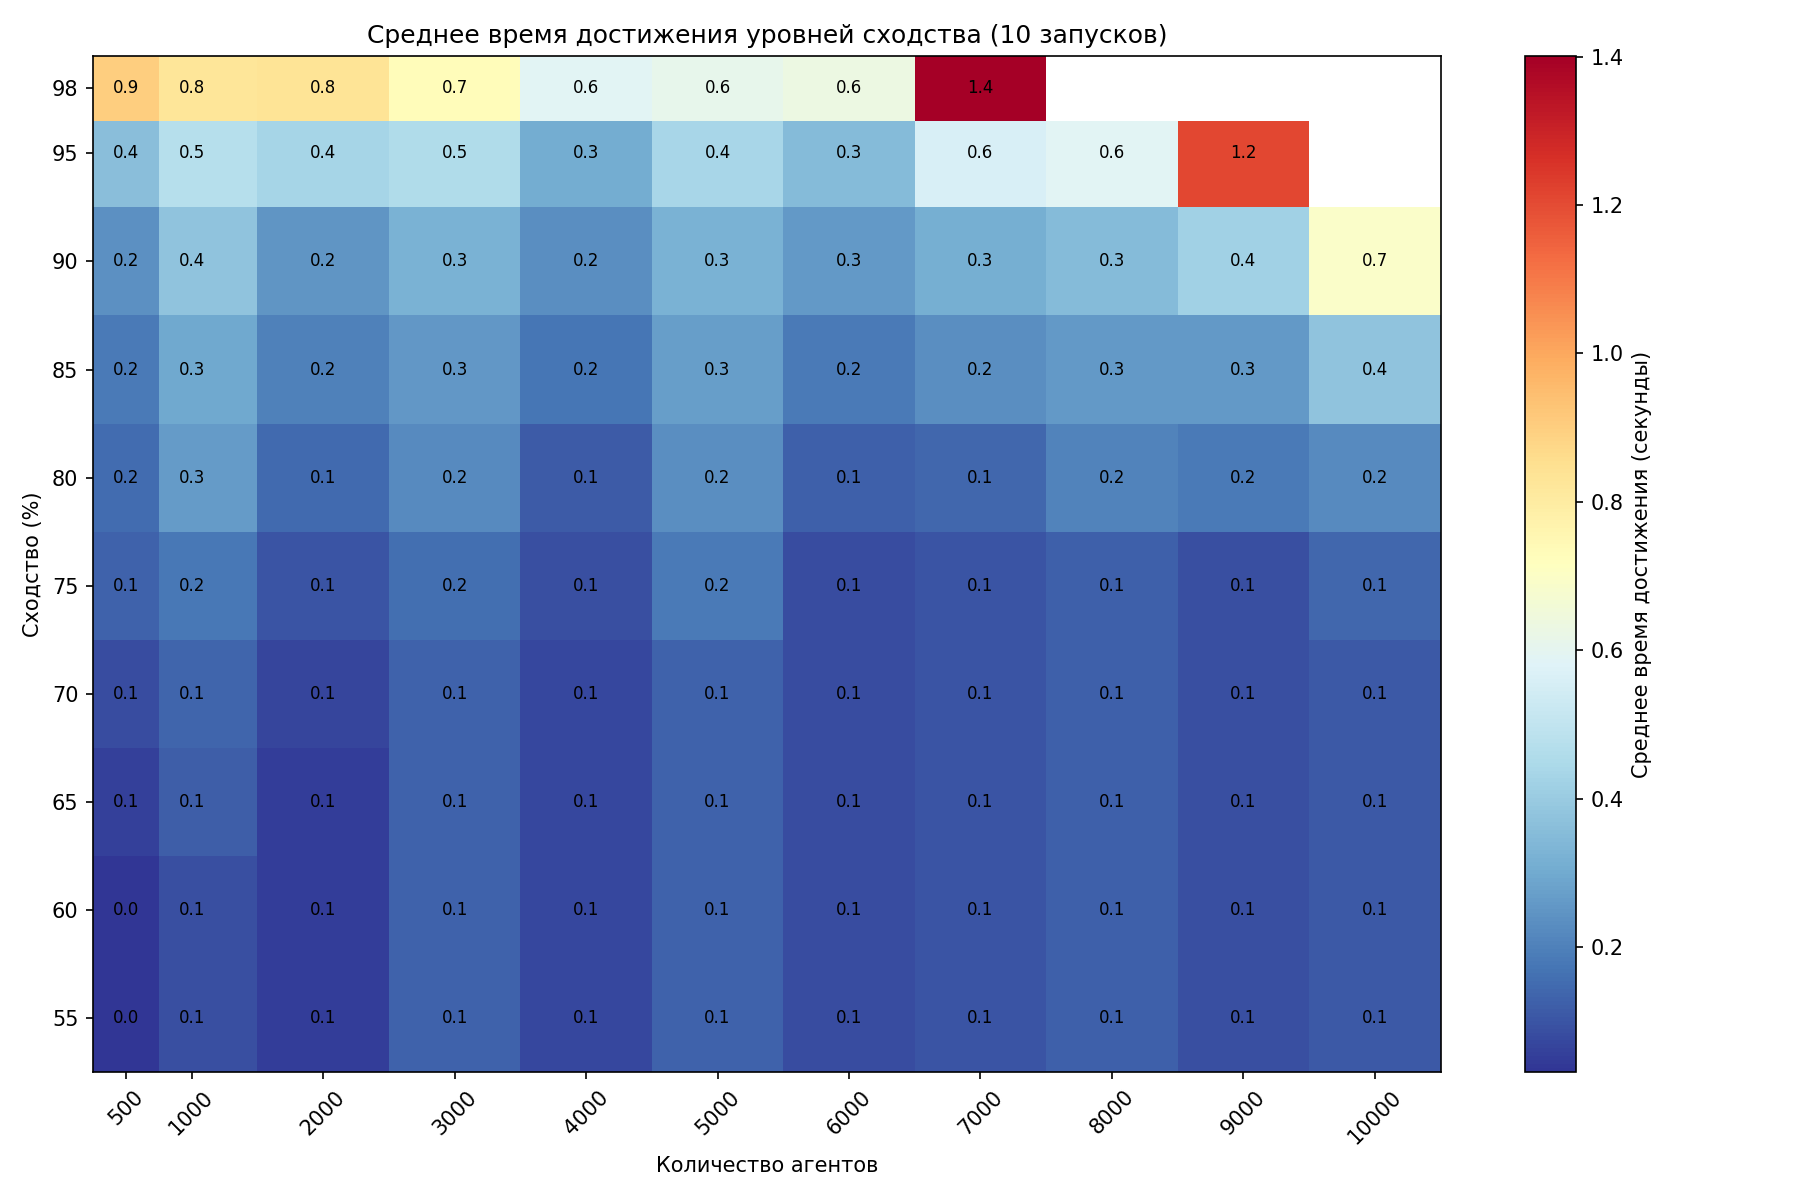 Среднее время достижения уровней сходства (10 запусков)
98 0.9 0.8 0.8 0.7 0.6 0.6 0.6 1.4
95 0.4 0.5 0.4 0.5 0.3 0.4 0.3 0.6 0.6 1.2
90 0.2 0.4 0.2 0.3 0.2 0.3 0.3 0.3 0.3 0.4 0.7
85 0.2 0.3 0.2 0.3 0.2 0.3 0.2 0.2 0.3 0.3 0.4
80 0.2 0.3 0.1 0.2 0.1 0.2 0.1 0.1 0.2 0.2 0.2
75 0.1 0.2 0.1 0.2 0.1 0.2 0.1 0.1 0.1 0.1 0.1
70 0.1 0.1 0.1 0.1 0.1 0.1 0.1 0.1 0.1 0.1 0.1
65 0.1 0.1 0.1 0.1 0.1 0.1 0.1 0.1 0.1 0.1 0.1
60 0.0 0.1 0.1 0.1 0.1 0.1 0.1 0.1 0.1 0.1 0.1
55 0.0 0.1 0.1 0.1 0.1 0.1 0.1 0.1 0.1 0.1 0.1
Сходство (%)
500 1000 2000 3000 4000 5000 6000 7000 8000 9000 10000
Количество агентов
1.4
1.2
1.0
0.8
0.6
0.4
0.2
Среднее время достижения (секунды)